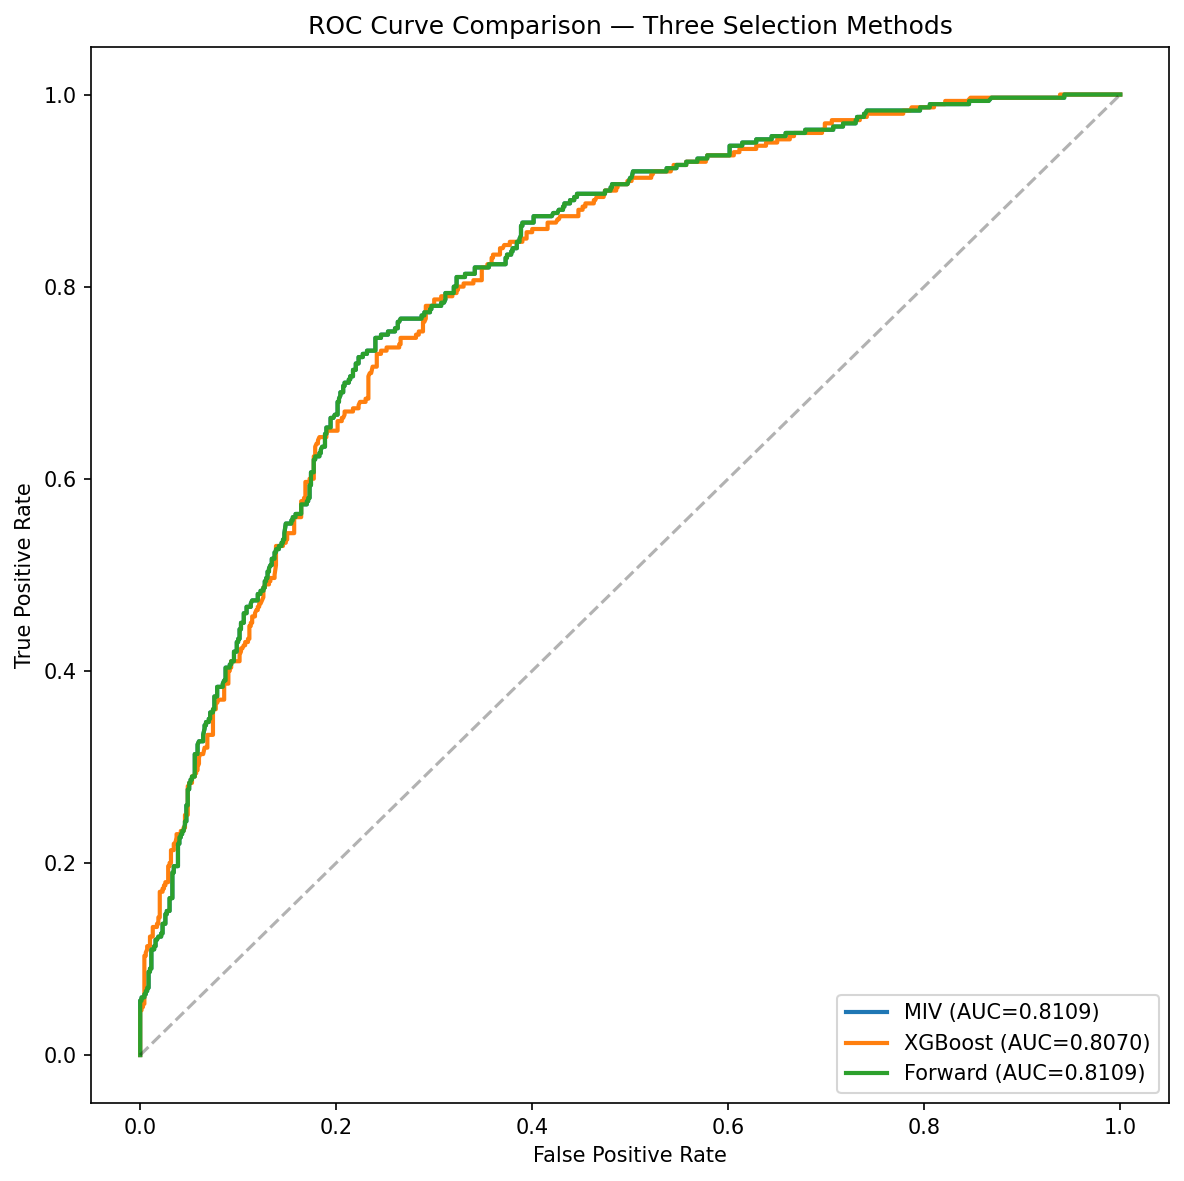 ROC Curve Comparison — Three Selection Methods
True Positive Rate
1.0
0.8
0.6
0.4
0.2
0.0
0.0 0.2 0.4 0.6 0.8 1.0
False Positive Rate
MIV (AUC=0.8109)
XGBoost (AUC=0.8070)
Forward (AUC=0.8109)